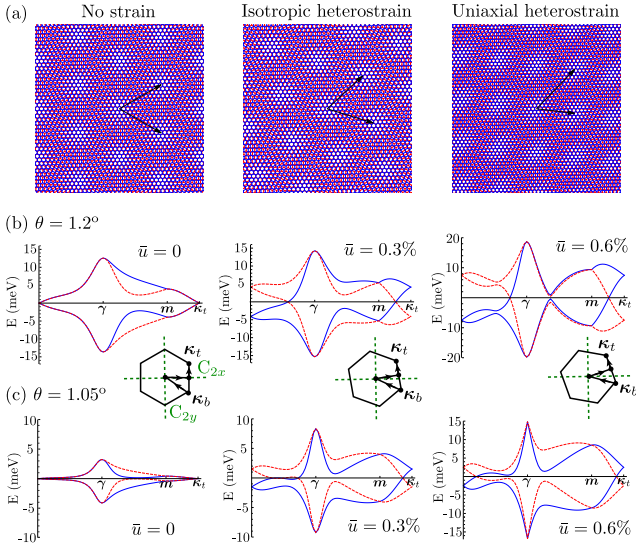 (a) No strain Isotropic heterostrain Uniaxial heterostrain
(b) θ = 1.2°
15 10 5 0 -5 -10 -15
E (meV)
ū = 0
γ m κt
15 10 5 0 -5 -10 -15 -20
E (meV)
ū = 0.3%
γ m κt
20 10 0 -10 -20
E (meV)
ū = 0.6%
γ m κt
κt
C2x
κb
C2y
κt
κb
κt
κb
(c) θ = 1.05°
10 5 0 -5 -10
E (meV)
ū = 0
γ m κt
10 5 0 -5 -10
E (meV)
ū = 0.3%
γ m κt
15 10 5 0 -5 -10 -15
E (meV)
ū = 0.6%
γ m κt